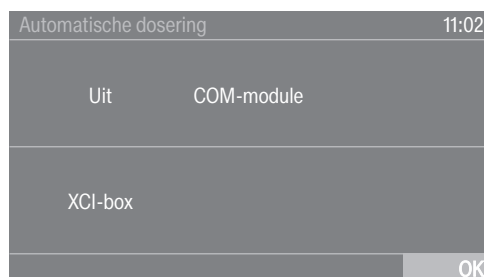 Automatische dosering 11:02
Uit COM-module
XCI-box
OK